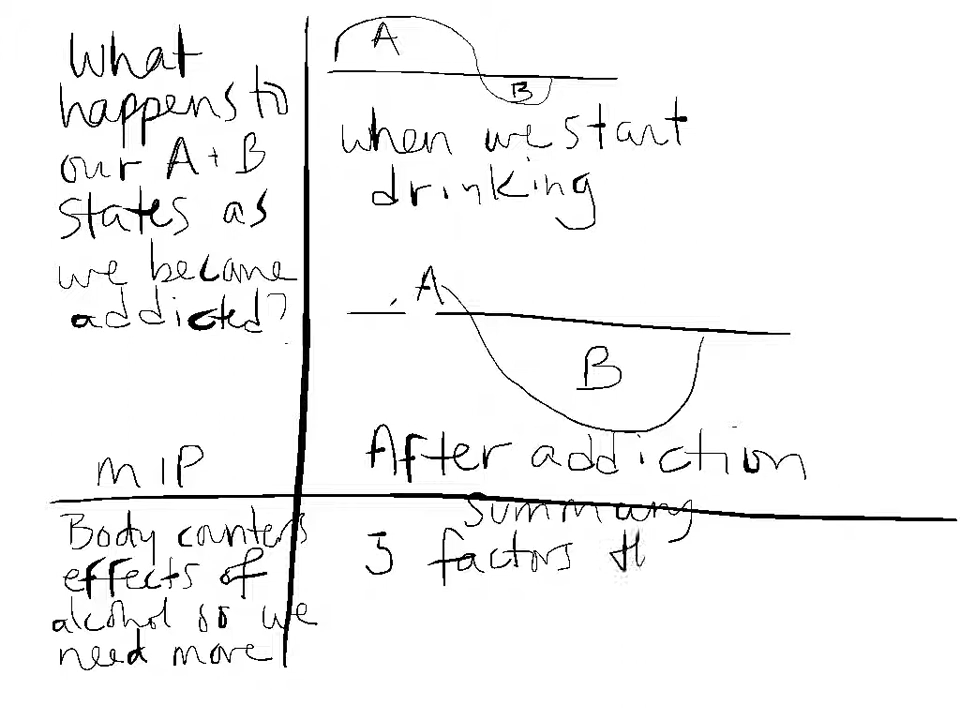 What
happens to
our A + B
states as
we became
addicted?
MIP
Body counters
effects of
alcohol so we
need more
A
B
when we start
drinking
A
B
After addiction
summary
3 factors th